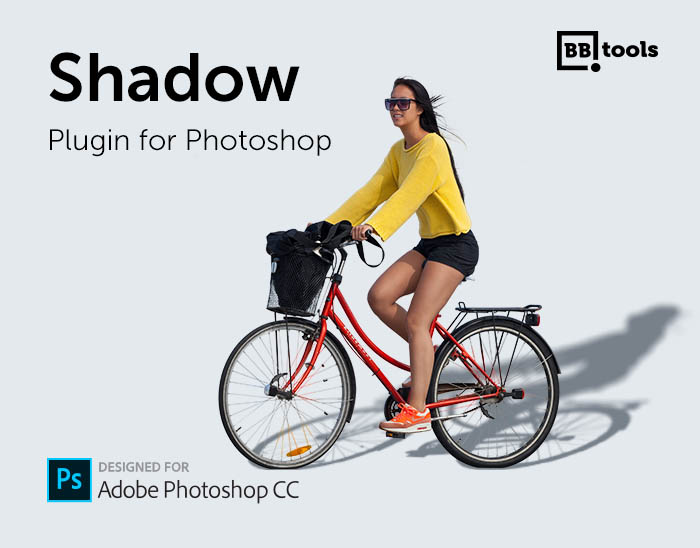 Shadow
Plugin for Photoshop
BB! tools
Ps
DESIGNED FOR
Adobe Photoshop CC